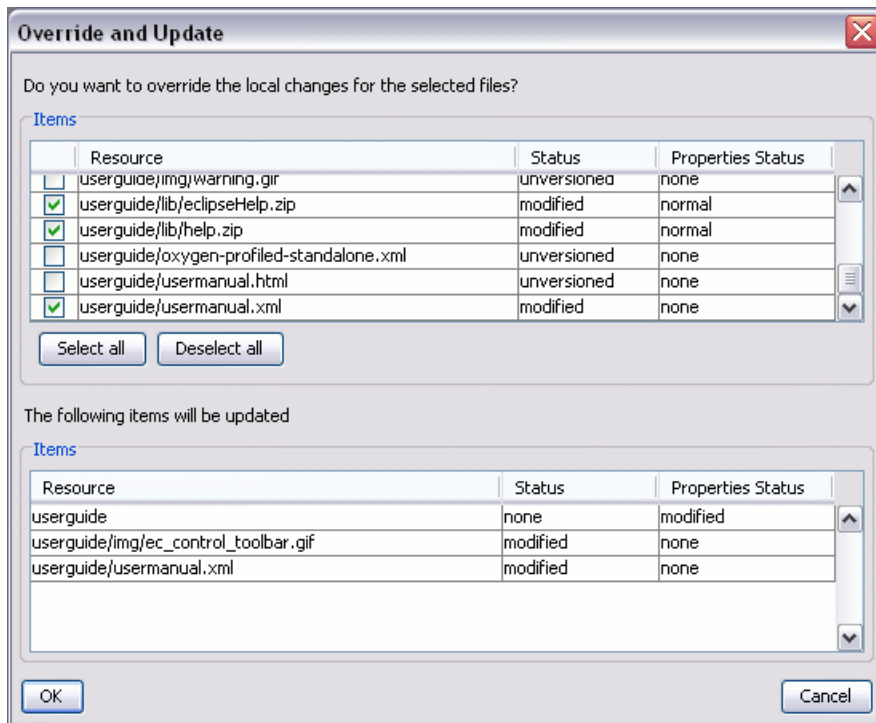 Override and Update
Do you want to override the local changes for the selected files?
Items
Resource Status Properties Status
userguide/img/warning.gif unversioned none
userguide/lib/eclipseHelp.zip modified normal
userguide/lib/help.zip modified normal
userguide/oxygen-profiled-standalone.xml unversioned none
userguide/usermanual.html unversioned none
userguide/usermanual.xml modified none
Select all Deselect all
The following items will be updated
Items
Resource Status Properties Status
userguide none modified
userguide/img/ec_control_toolbar.gif modified none
userguide/usermanual.xml modified none
OK Cancel